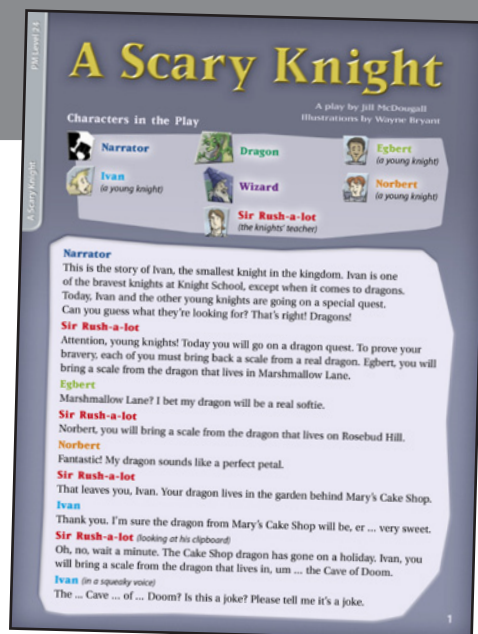 PM Level 24
A Scary Knight
A Scary Knight
A play by Jill McDougall
Illustrations by Wayne Bryant
Characters in the Play
Narrator
Dragon
Egbert
(a young knight)
Ivan
(a young knight)
Wizard
Norbert
(a young knight)
Sir Rush-a-lot
(the knights' teacher)
Narrator
This is the story of Ivan, the smallest knight in the kingdom. Ivan is one
of the bravest knights at Knight School, except when it comes to dragons.
Today, Ivan and the other young knights are going on a special quest.
Can you guess what they're looking for? That's right! Dragons!
Sir Rush-a-lot
Attention, young knights! Today you will go on a dragon quest. To prove your
bravery, each of you must bring back a scale from a real dragon. Egbert, you will
bring a scale from the dragon that lives in Marshmallow Lane.
Egbert
Marshmallow Lane? I bet my dragon will be a real softie.
Sir Rush-a-lot
Norbert, you will bring a scale from the dragon that lives on Rosebud Hill.
Norbert
Fantastic! My dragon sounds like a perfect petal.
Sir Rush-a-lot
That leaves you, Ivan. Your dragon lives in the garden behind Mary's Cake Shop.
Ivan
Thank you. I'm sure the dragon from Mary's Cake Shop will be, er ... very sweet.
Sir Rush-a-lot (looking at his clipboard)
Oh, no, wait a minute. The Cake Shop dragon has gone on a holiday. Ivan, you
will bring a scale from the dragon that lives in, um ... the Cave of Doom.
Ivan (in a squeaky voice)
The ... Cave ... of ... Doom? Is this a joke? Please tell me it's a joke.
1